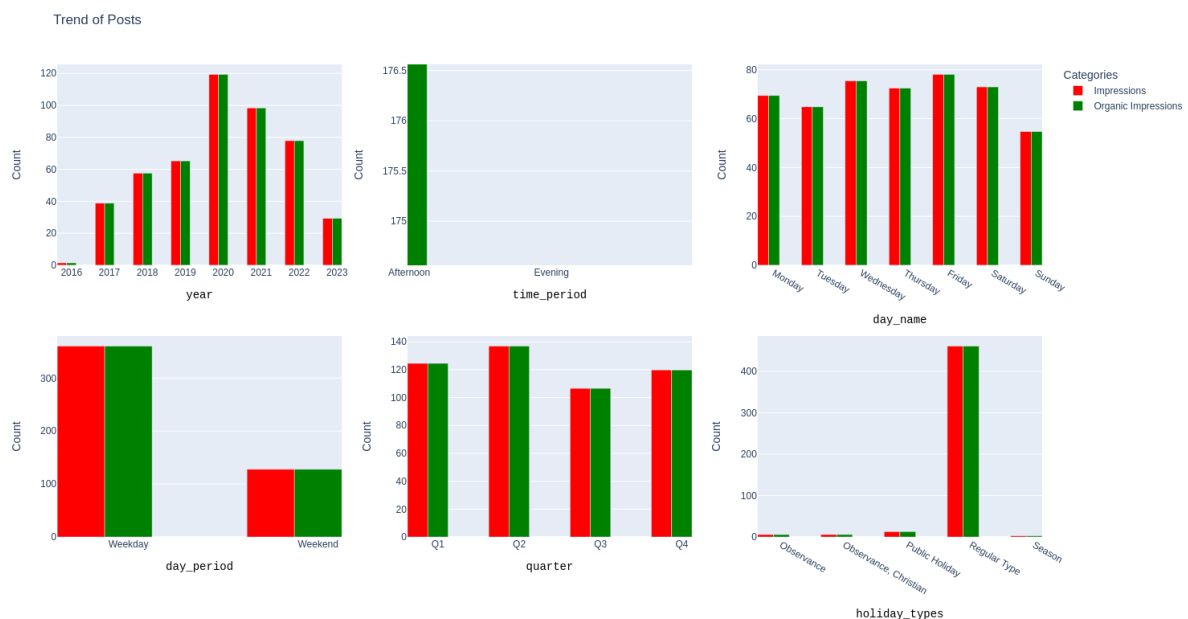 Trend of Posts
Categories
Impressions
Organic Impressions
Count
120
100
80
60
40
20
0
2016 2017 2018 2019 2020 2021 2022 2023
year
Count
176.5
176
175.5
175
Afternoon Evening
time_period
Count
80
60
40
20
0
Monday Tuesday Wednesday Thursday Friday Saturday Sunday
day_name
Count
300
200
100
0
Weekday Weekend
day_period
Count
140
120
100
80
60
40
20
0
Q1 Q2 Q3 Q4
quarter
Count
400
300
200
100
0
Observance Observance, Christian Public Holiday Regular Type Season
holiday_types